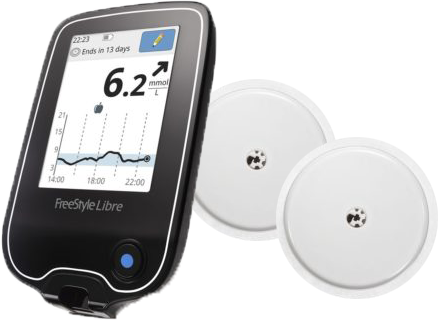 22:23
Ends in 13 days
6.2 mmol
L
21
15
9
3
14:00 18:00 22:00
FreeStyle Libre